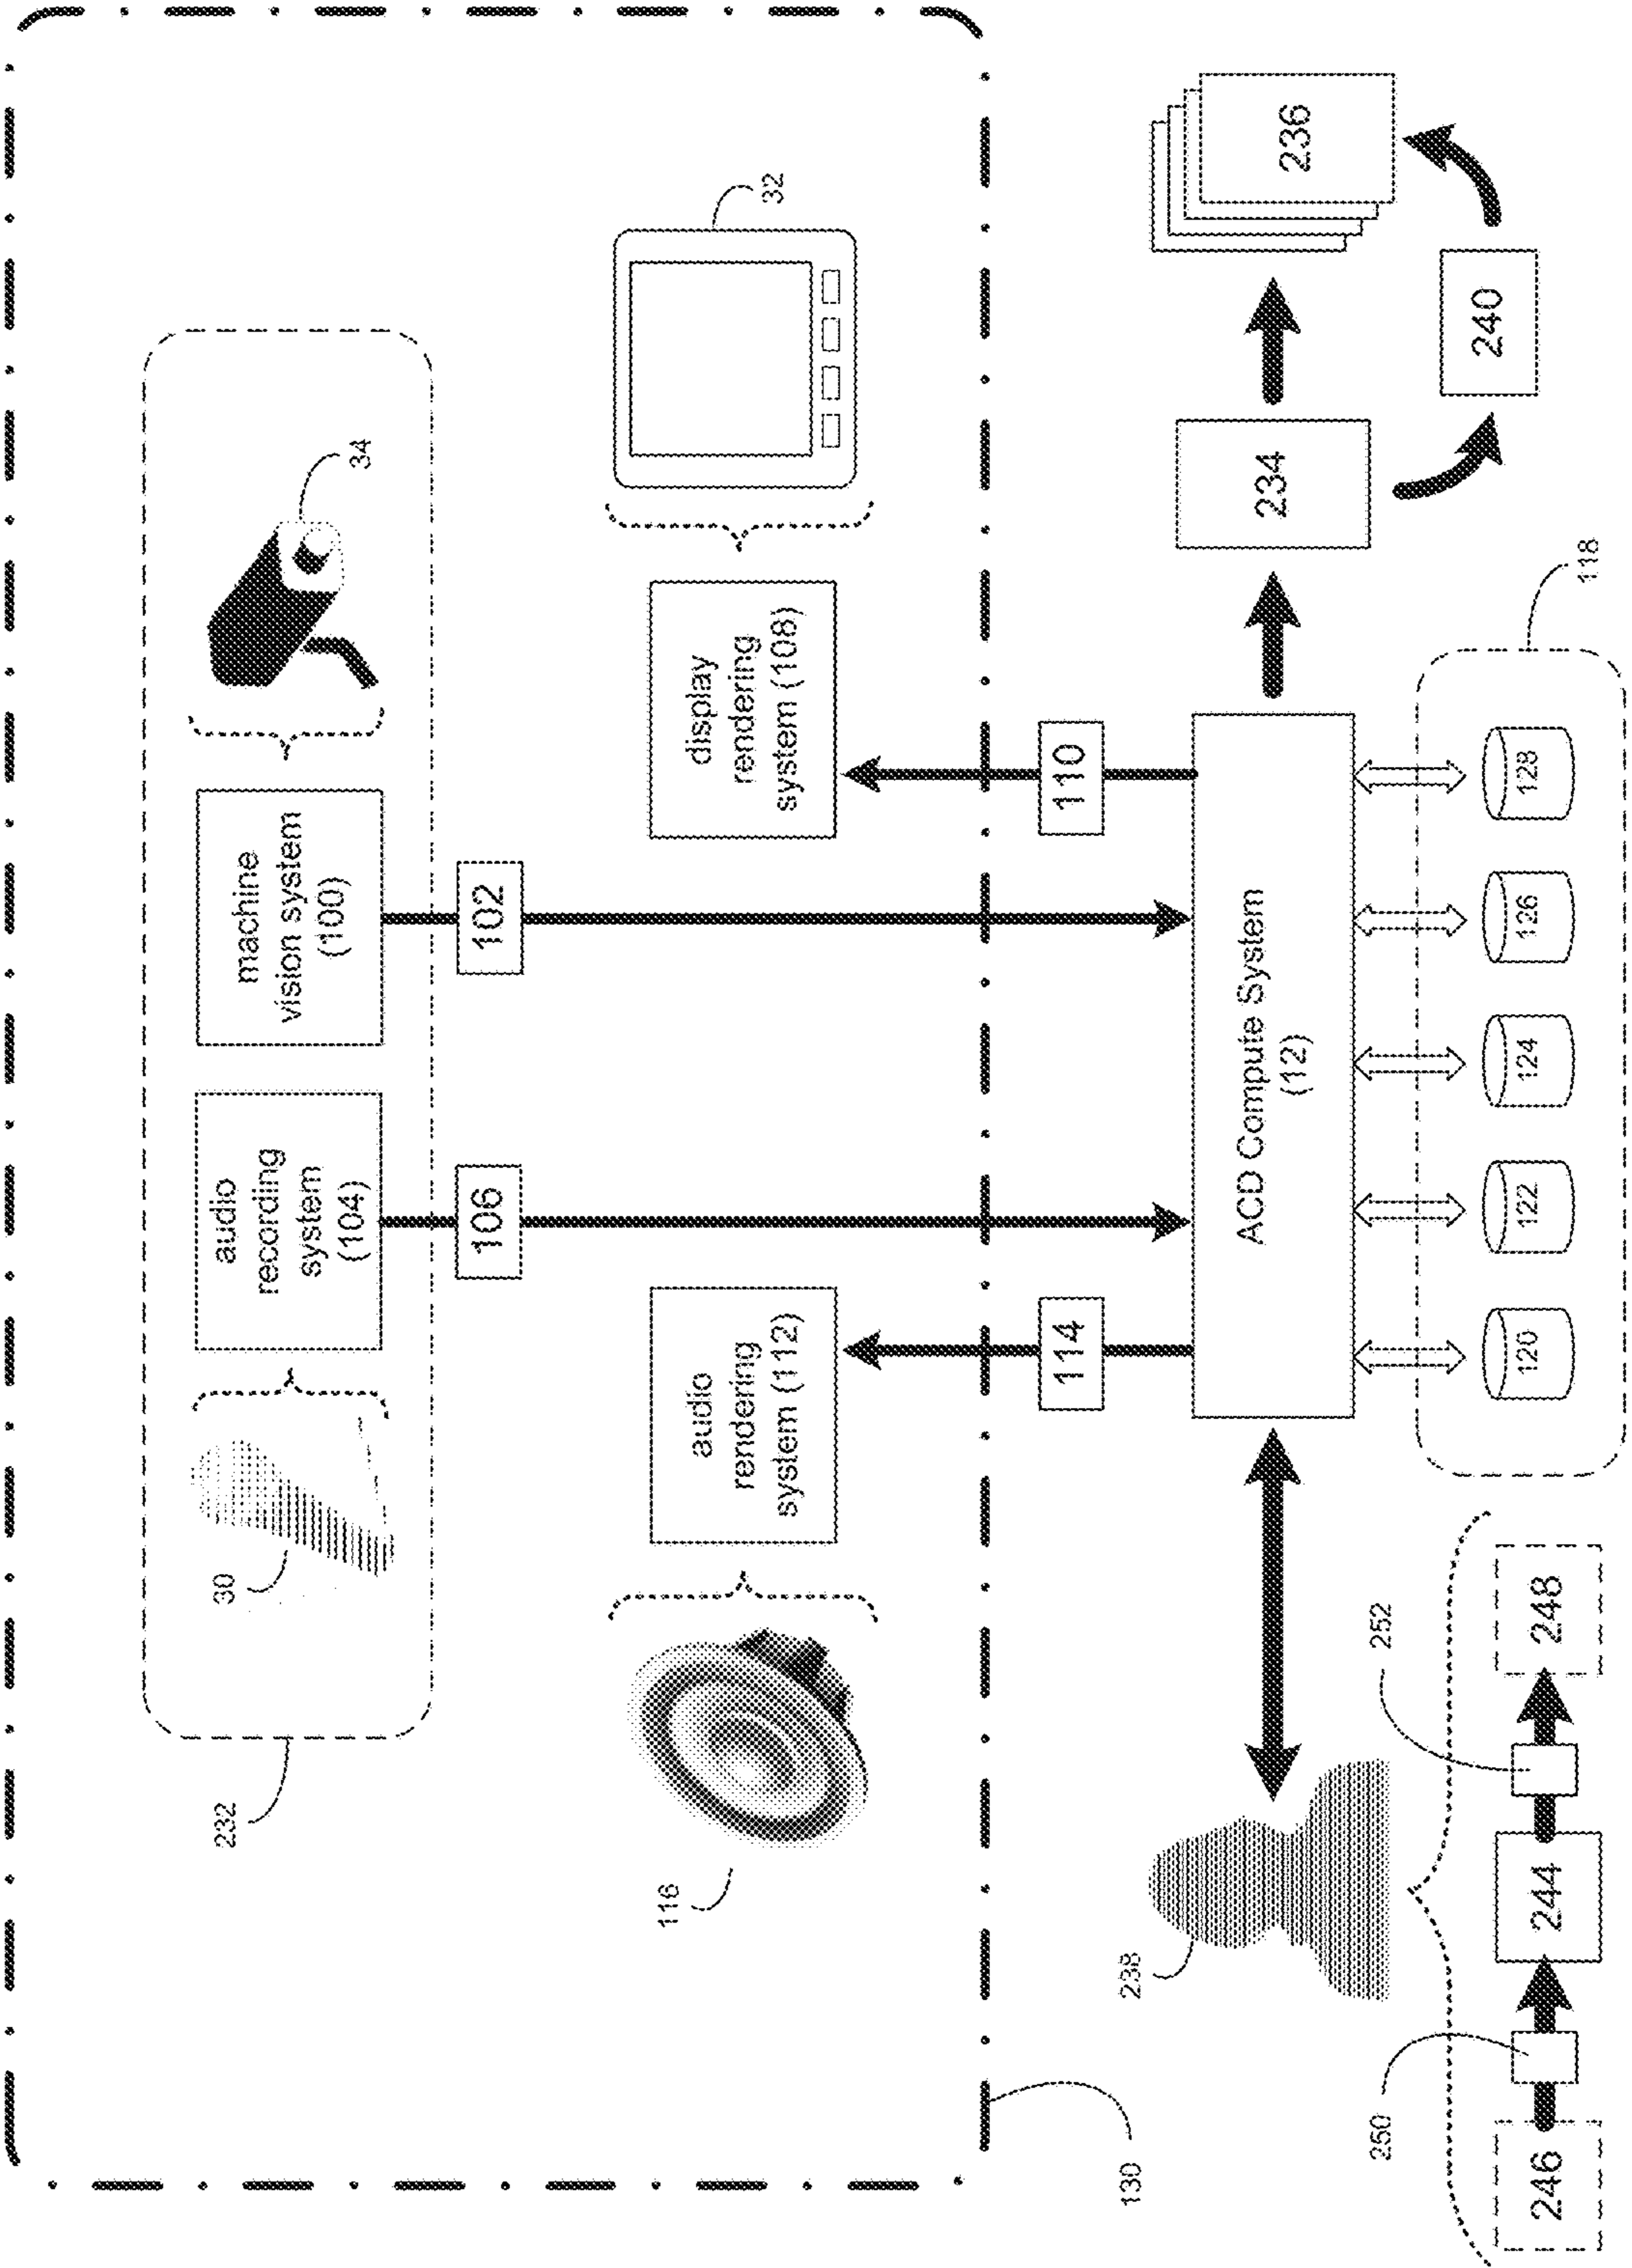 232
30
audio
recording
system
(104)
machine
vision system
(100)
34
106
102
116
audio
rendering
system (112)
display
rendering
system (108)
32
130
114
110
238
ACD Compute System
(12)
234
236
240
118
120
122
124
126
128
250
252
246
244
248